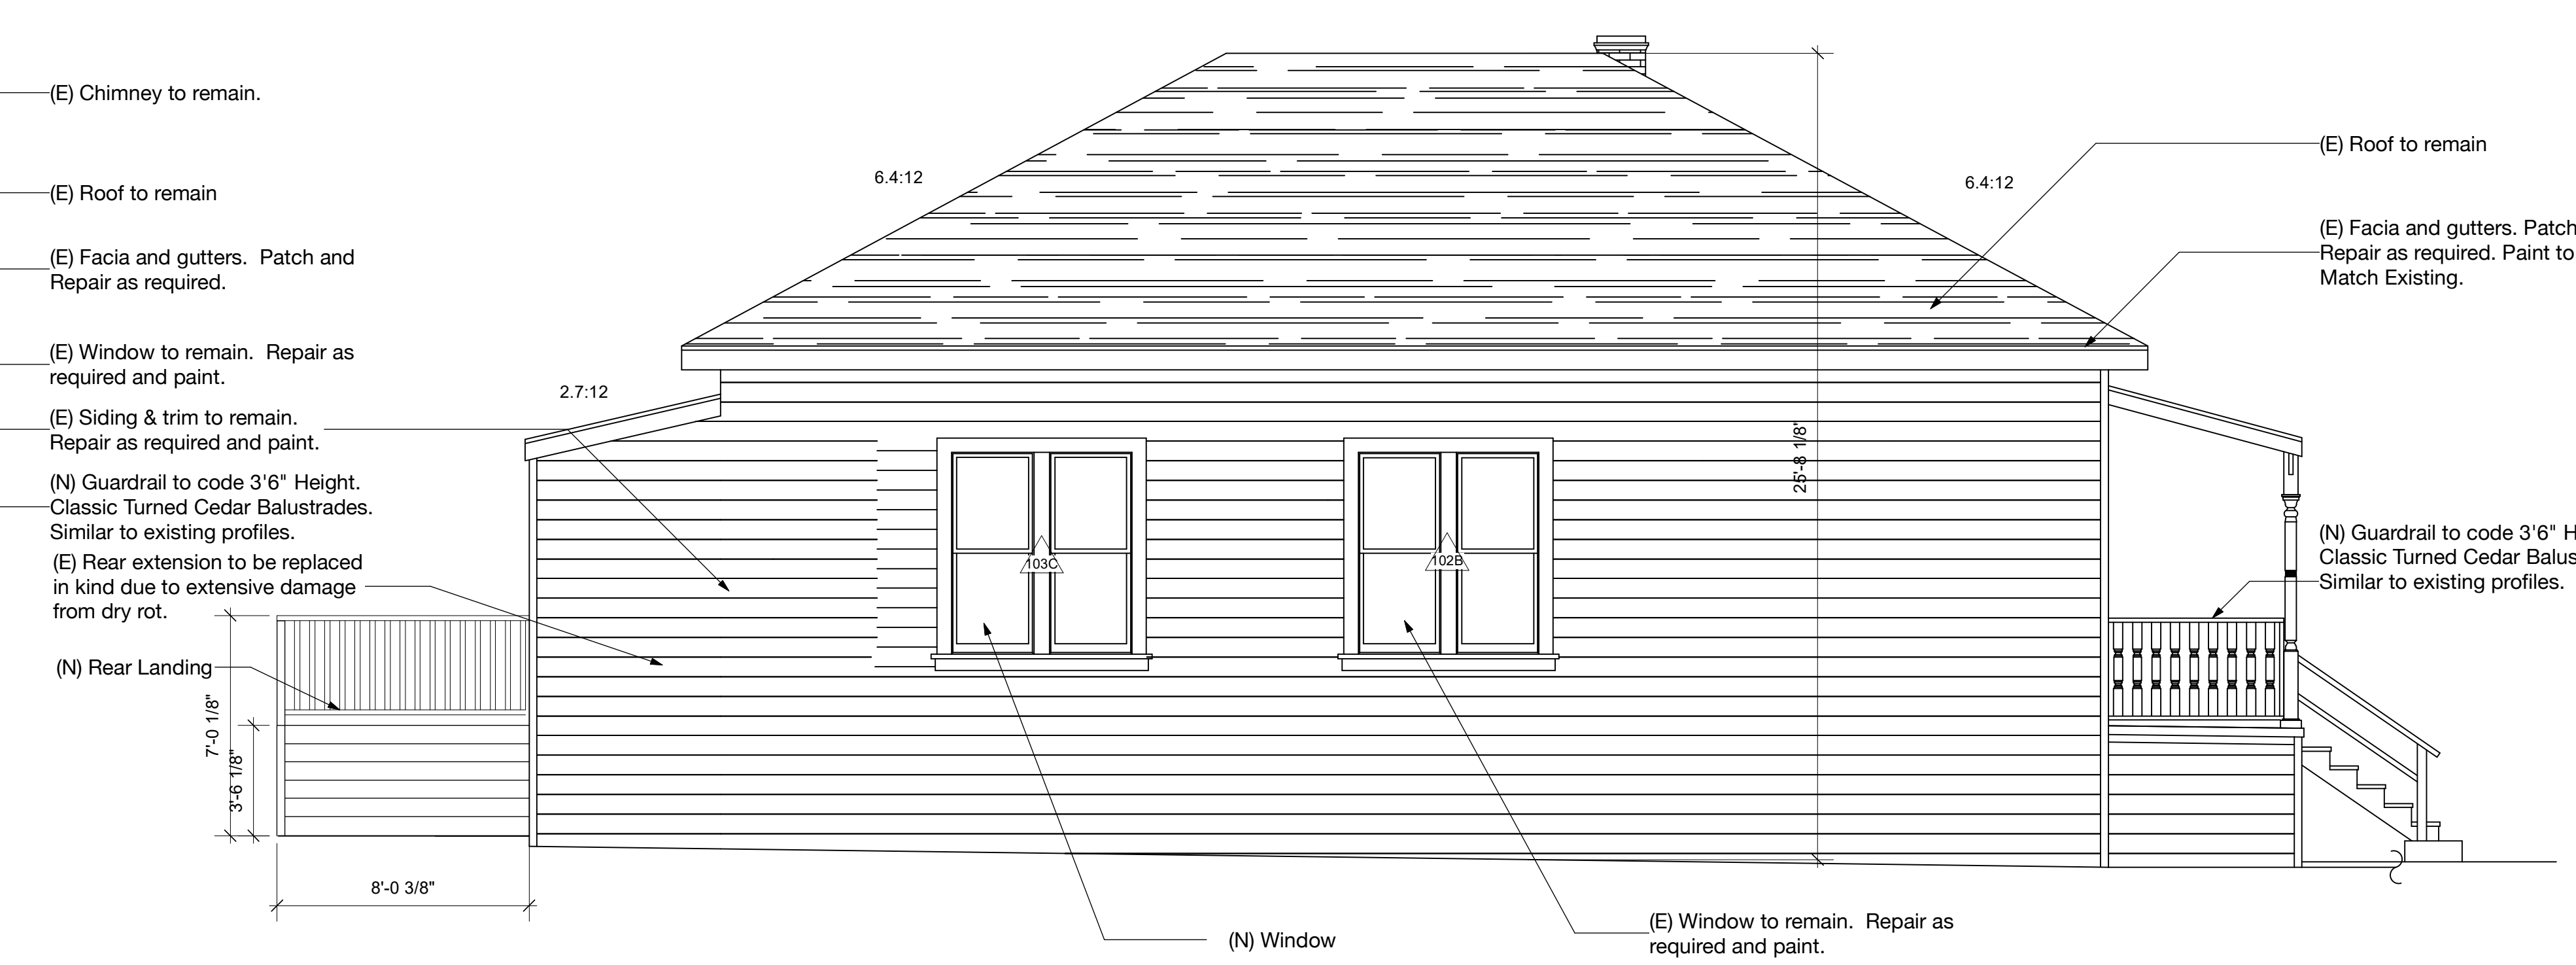 (E) Chimney to remain.
(E) Roof to remain
(E) Facia and gutters.  Patch and
Repair as required.
(E) Window to remain.  Repair as
required and paint.
(E) Siding & trim to remain.
Repair as required and paint.
(N) Guardrail to code 3'6" Height.
Classic Turned Cedar Balustrades.
Similar to existing profiles.
(E) Rear extension to be replaced
in kind due to extensive damage
from dry rot.
(N) Rear Landing
7'-0 1/8"
3'-6 1/8"
8'-0 3/8"
2.7:12
6.4:12
103C
102B
25'-8 1/8"
6.4:12
(N) Window
(E) Window to remain.  Repair as
required and paint.
(E) Roof to remain
(E) Facia and gutters. Patch
Repair as required. Paint to
Match Existing.
(N) Guardrail to code 3'6" H
Classic Turned Cedar Balus
Similar to existing profiles.